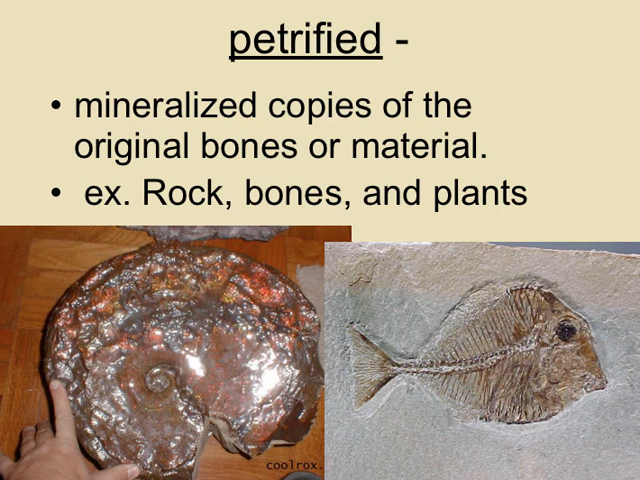 petrified -
• mineralized copies of the
original bones or material.
• ex. Rock, bones, and plants
coolrox.